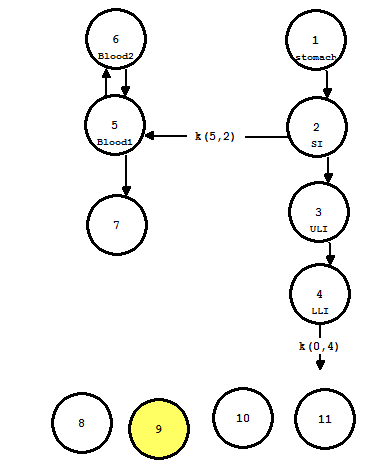 6
Blood2
1
stomach
5
Blood1
k(5,2)
2
SI
7
3
ULI
4
LLI
k(0,4)
8
9
10
11